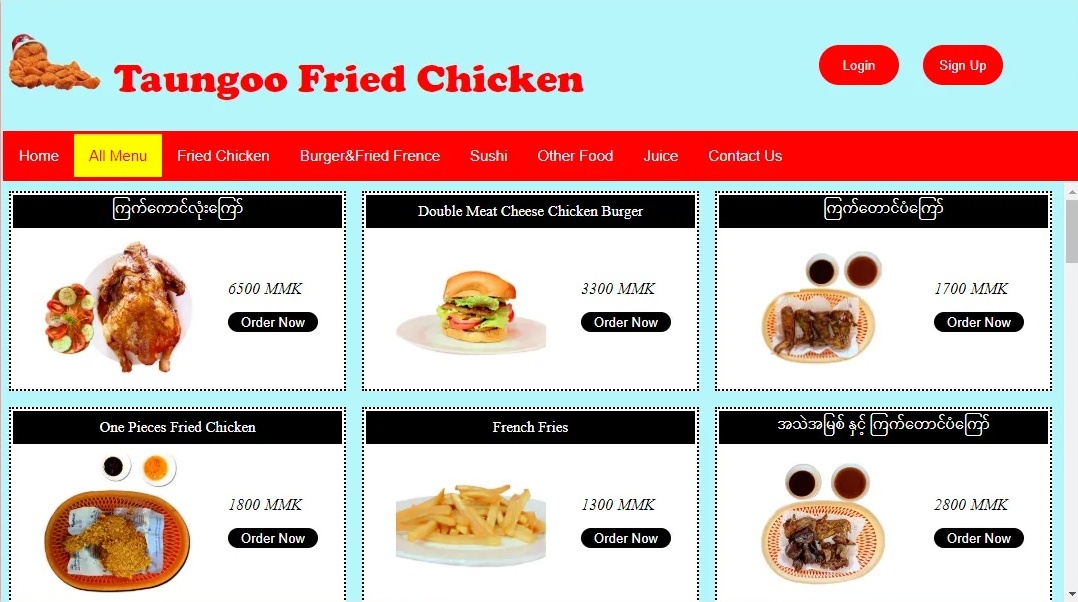 Taungoo Fried Chicken
Login
Sign Up
Home
All Menu
Fried Chicken
Burger&Fried Frence
Sushi
Other Food
Juice
Contact Us
ကြက်ကောင်လုံးကြော်
Double Meat Cheese Chicken Burger
ကြက်တောင်ပံကြော်
6500 MMK
Order Now
3300 MMK
Order Now
1700 MMK
Order Now
One Pieces Fried Chicken
French Fries
အသဲအမြစ် နှင့် ကြက်တောင်ပံကြော်
1800 MMK
Order Now
1300 MMK
Order Now
2800 MMK
Order Now